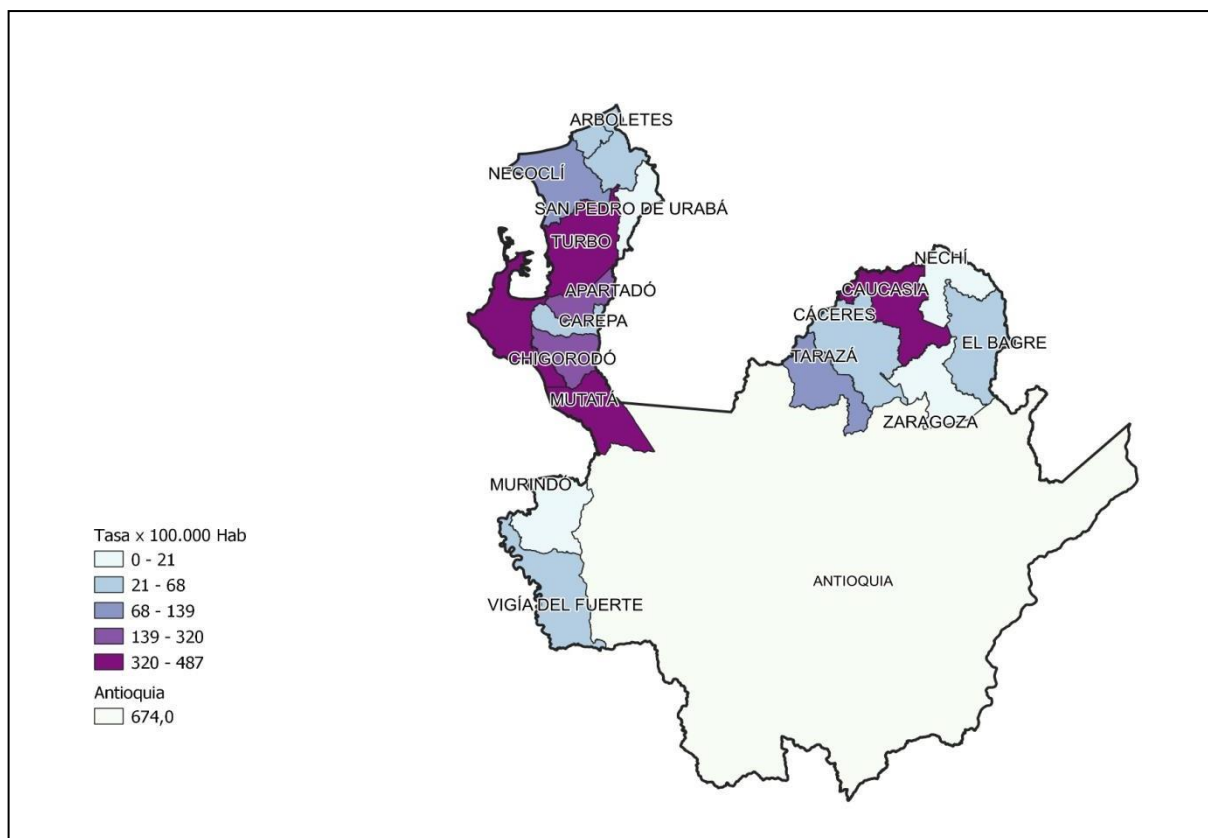 ARBOLETES
NECOCLÍ
SAN PEDRO DE URABÁ
TURBO
NECHÍ
APARTADÓ
CAUCASIA
CÁCERES
CAREPA
EL BAGRE
CHIGORODÓ
TARAZÁ
MUTATÁ
ZARAGOZA
MURINDÓ
ANTIOQUIA
VIGÍA DEL FUERTE
Tasa x 100.000 Hab
0 - 21
21 - 68
68 - 139
139 - 320
320 - 487
Antioquia
674,0